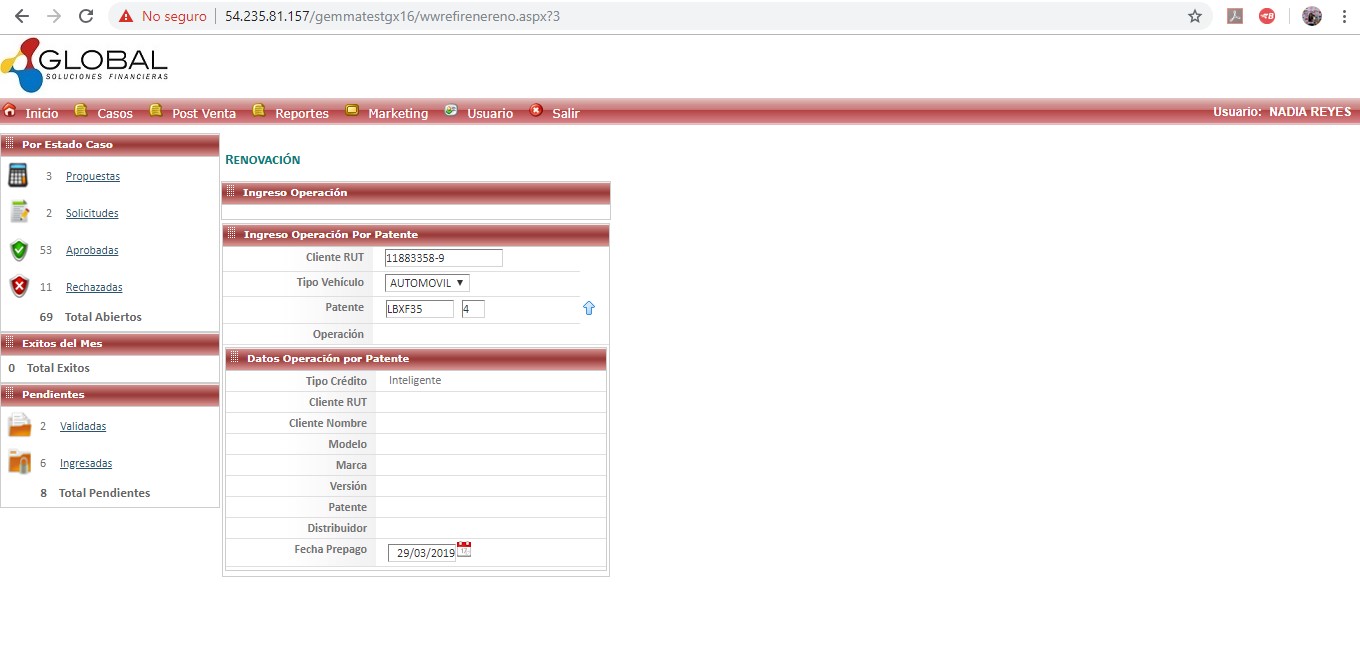 No seguro
54.235.81.157/gemmatestgx16/wwrefirenereno.aspx?3
GLOBAL
SOLUCIONES FINANCIERAS
Inicio Casos Post Venta Reportes Marketing Usuario Salir Usuario: NADIA REYES
Por Estado Caso
3 Propuestas
2 Solicitudes
53 Aprobadas
11 Rechazadas
69 Total Abiertos
Exitos del Mes
0 Total Exitos
Pendientes
2 Validadas
6 Ingresadas
8 Total Pendientes
RENOVACIÓN
Ingreso Operación
Ingreso Operación Por Patente
Cliente RUT 11883358-9
Tipo Vehículo AUTOMOVIL
Patente LBXF35 4
Operación
Datos Operación por Patente
Tipo Crédito Inteligente
Cliente RUT
Cliente Nombre
Modelo
Marca
Versión
Patente
Distribuidor
Fecha Prepago 29/03/2019